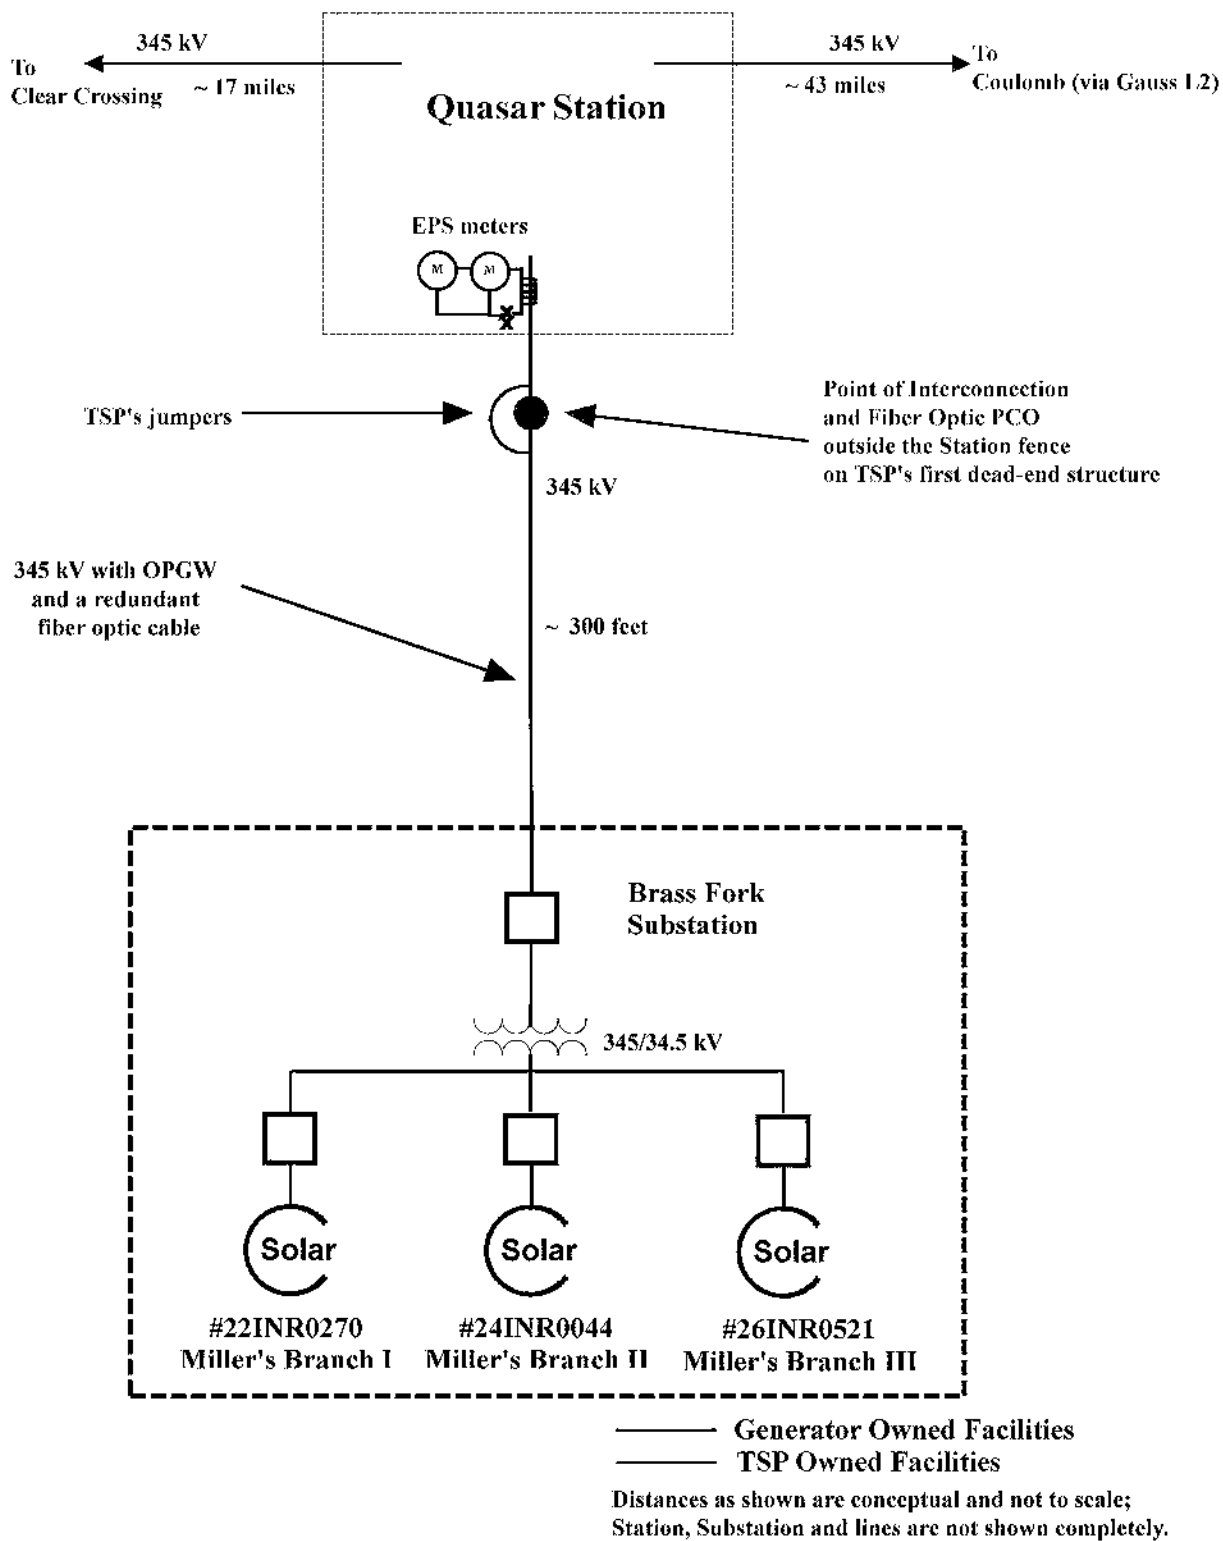 345 kV
345 kV
To
Clear Crossing
~ 17 miles
~ 43 miles
To
Coulomb (via Gauss L2)
Quasar Station
EPS meters
M
M
TSP's jumpers
Point of Interconnection
and Fiber Optic PCO
outside the Station fence
on TSP's first dead-end structure
345 kV
345 kV with OPGW
and a redundant
fiber optic cable
~ 300 feet
Brass Fork
Substation
345/34.5 kV
Solar
Solar
Solar
#22INR0270
Miller's Branch I
#24INR0044
Miller's Branch II
#26INR0521
Miller's Branch III
Generator Owned Facilities
TSP Owned Facilities
Distances as shown are conceptual and not to scale;
Station, Substation and lines are not shown completely.